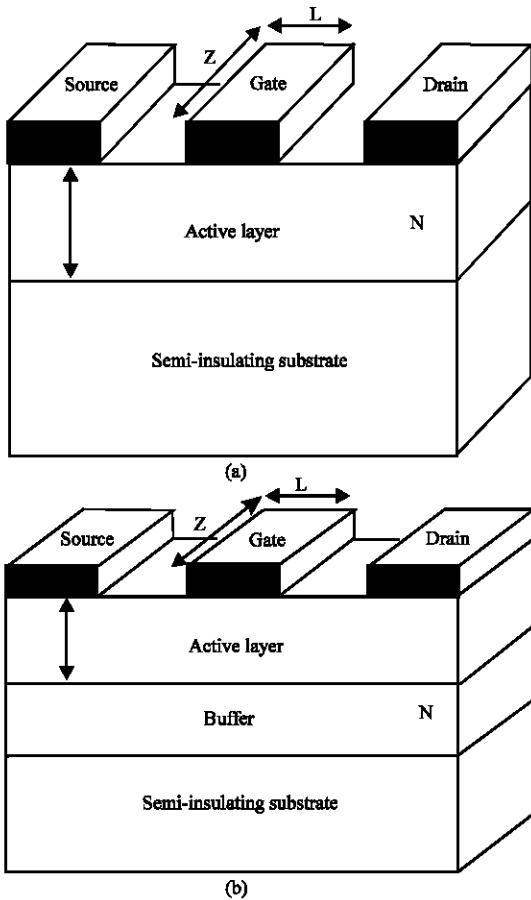 L
Z
Source
Gate
Drain
Active layer
N
Semi-insulating substrate
(a)
L
Z
Source
Gate
Drain
Active layer
Buffer
N
Semi-insulating substrate
(b)